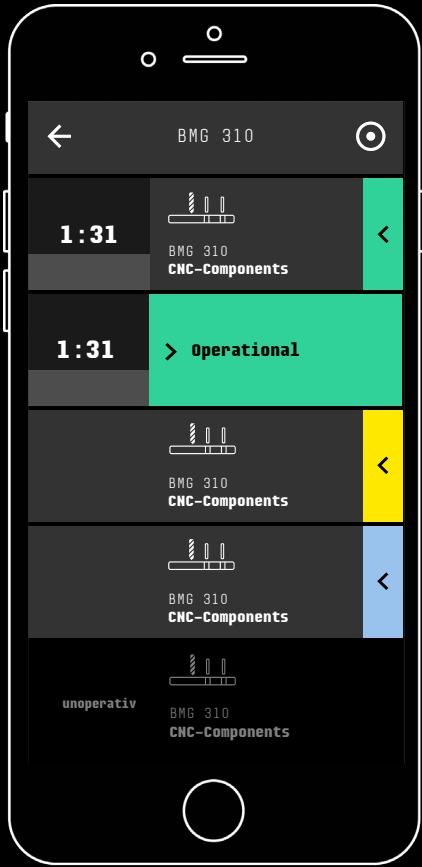 BMG 310
1:31
BMG 310
CNC-Components
1:31
Operational
BMG 310
CNC-Components
BMG 310
CNC-Components
unoperativ
BMG 310
CNC-Components